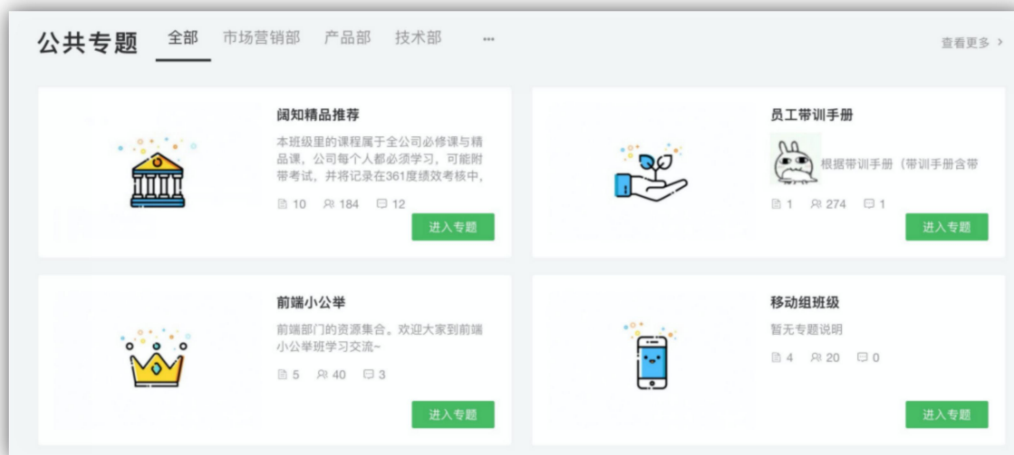 公共专题 全部 市场营销部 产品部 技术部 ··· 查看更多 >
阔知精品推荐
本班级里的课程属于全公司必修课与精
品课，公司每个人都必须学习，可能附
带考试，并将记录在361度绩效考核中，
10 184 12
进入专题
员工带训手册
根据带训手册（带训手册含带
1 274 1
进入专题
前端小公举
前端部门的资源集合。欢迎大家到前端
小公举班学习交流~
5 40 3
进入专题
移动组班级
暂无专题说明
4 20 0
进入专题